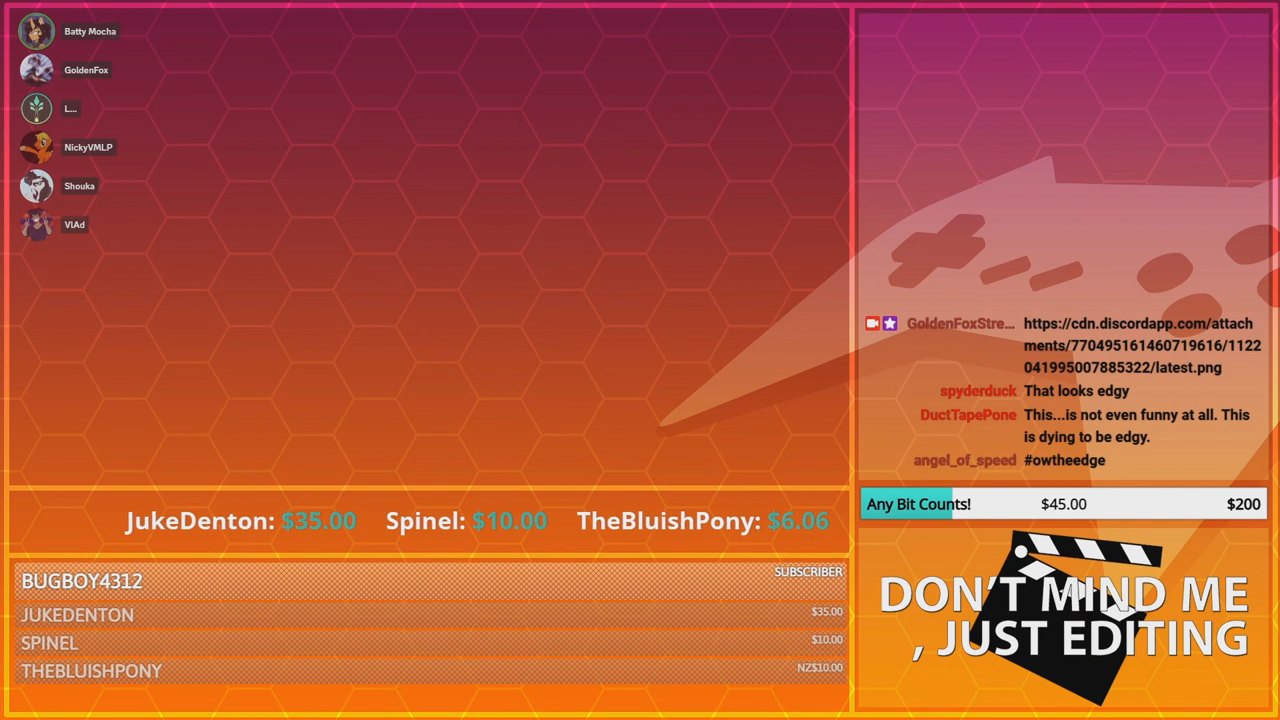 Batty Mocha
GoldenFox
L...
NickyVMLP
Shouka
VlAd
GoldenFoxStre... https://cdn.discordapp.com/attach
ments/770495161460719616/1122
041995007885322/latest.png
spyderduck That looks edgy
DuctTapePone This...is not even funny at all. This
is dying to be edgy.
angel_of_speed #owtheedge
Any Bit Counts! $45.00 $200
JukeDenton: $35.00 Spinel: $10.00 TheBluishPony: $6.06
BUGBOY4312 SUBSCRIBER
JUKEDENTON $35.00
SPINEL $10.00
THEBLUISHPONY NZ$10.00
DON'T MIND ME
, JUST EDITING